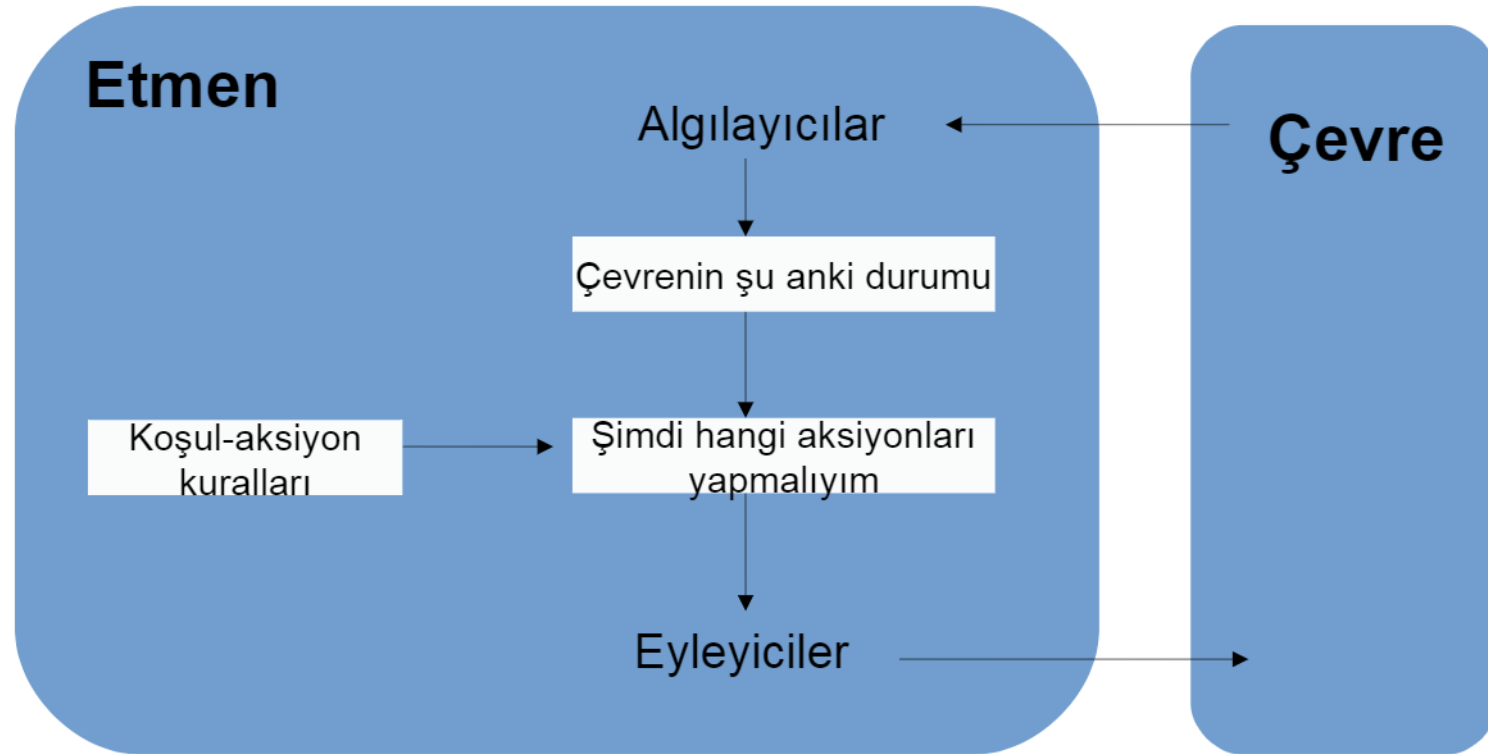 Etmen
Algılayıcılar
Çevre
Çevrenin şu anki durumu
Koşul-aksiyon
kuralları
Şimdi hangi aksiyonları
yapmalıyım
Eyleyiciler